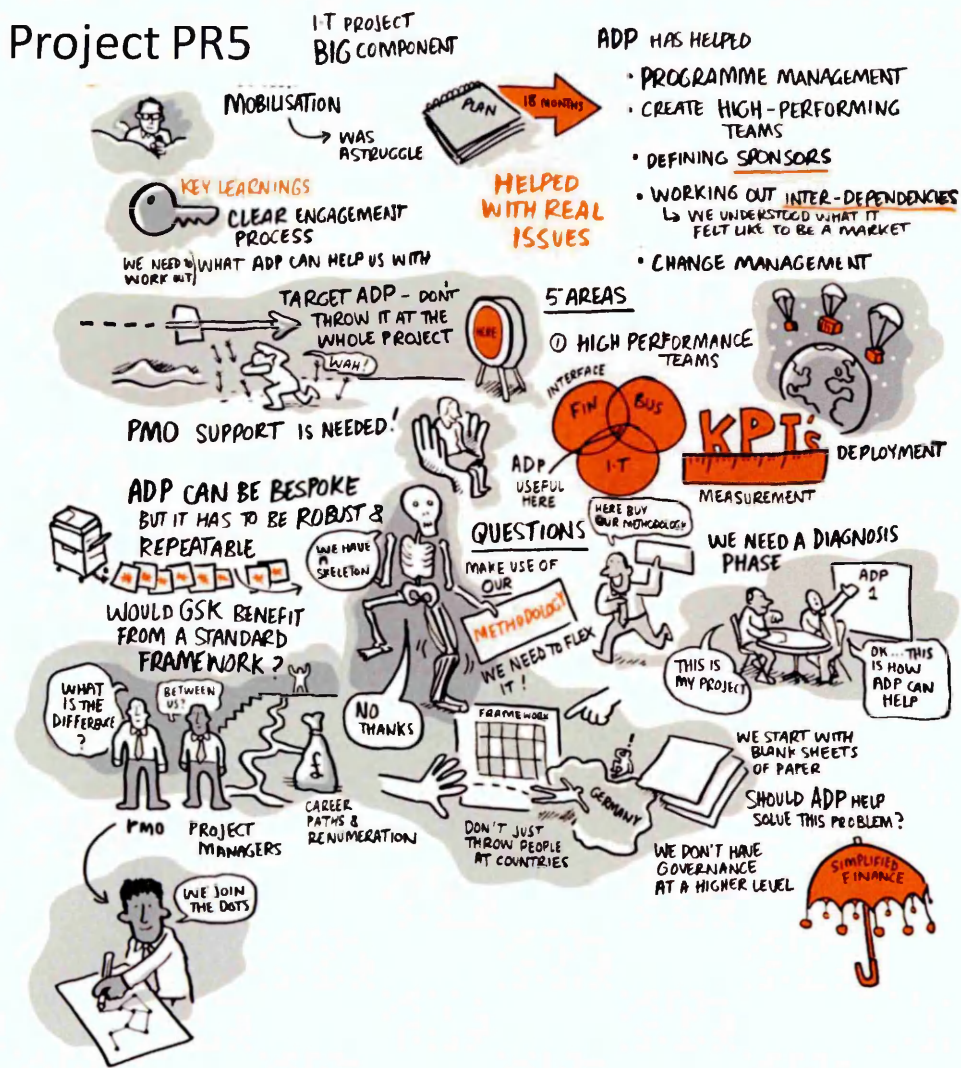 Project PR5
I·T PROJECT
BIG COMPONENT
MOBILISATION
WAS
A STRUGGLE
PLAN
18 MONTHS
ADP HAS HELPED
• PROGRAMME MANAGEMENT
• CREATE HIGH-PERFORMING
TEAMS
• DEFINING SPONSORS
• WORKING OUT INTER-DEPENDENCIES
WE UNDERSTOOD WHAT IT
FELT LIKE TO BE A MARKET
• CHANGE MANAGEMENT
KEY LEARNINGS
CLEAR ENGAGEMENT
PROCESS
HELPED
WITH REAL
ISSUES
WE NEED TO
WORK OUT
WHAT ADP CAN HELP US WITH
TARGET ADP - DON'T
THROW IT AT THE
WHOLE PROJECT
HERE
WAH!
5 AREAS
① HIGH PERFORMANCE
TEAMS
INTERFACE
FIN
BUS
I·T
ADP
USEFUL
HERE
KPI's
MEASUREMENT
DEPLOYMENT
PMO SUPPORT IS NEEDED!
ADP CAN BE BESPOKE
BUT IT HAS TO BE ROBUST &
REPEATABLE
WE HAVE
A
SKELETON
QUESTIONS
MAKE USE OF
OUR
METHODOLOGY
WE NEED TO FLEX
IT!
NO
THANKS
HERE BUY
OUR METHODOLOGY
WE NEED A DIAGNOSIS
PHASE
ADP
1
THIS IS
MY PROJECT
OK...THIS
IS HOW
ADP CAN
HELP
WOULD GSK BENEFIT
FROM A STANDARD
FRAMEWORK?
WHAT
IS THE
DIFFERENCE
?
BETWEEN
US?
£
PMO
PROJECT
MANAGERS
CAREER
PATHS &
RENUMERATION
FRAMEWORK
DON'T JUST
THROW PEOPLE
AT COUNTRIES
GERMANY
WE START WITH
BLANK SHEETS
OF PAPER
SHOULD ADP HELP
SOLVE THIS PROBLEM?
WE DON'T HAVE
GOVERNANCE
AT A HIGHER LEVEL
SIMPLIFIED
FINANCE
WE JOIN
THE DOTS